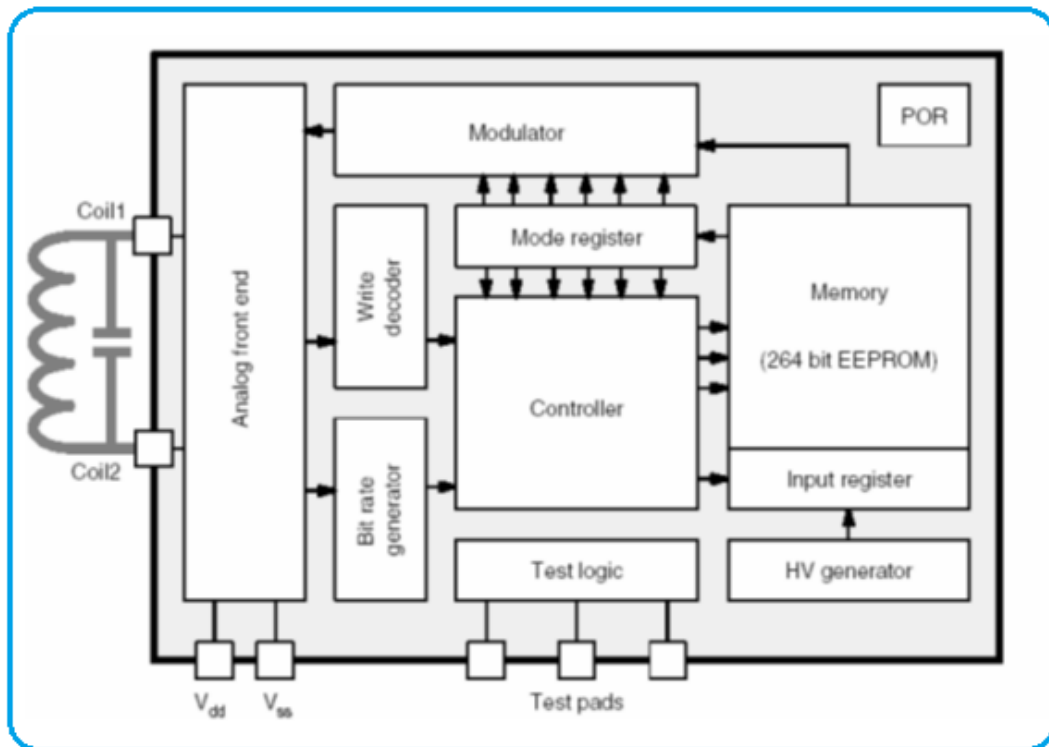 Modulator
POR
Coil1
Mode register
Analog front end
Write
decoder
Memory
(264 bit EEPROM)
Controller
Coil2
Bit rate
generator
Input register
Test logic
HV generator
Vdd
Vss
Test pads